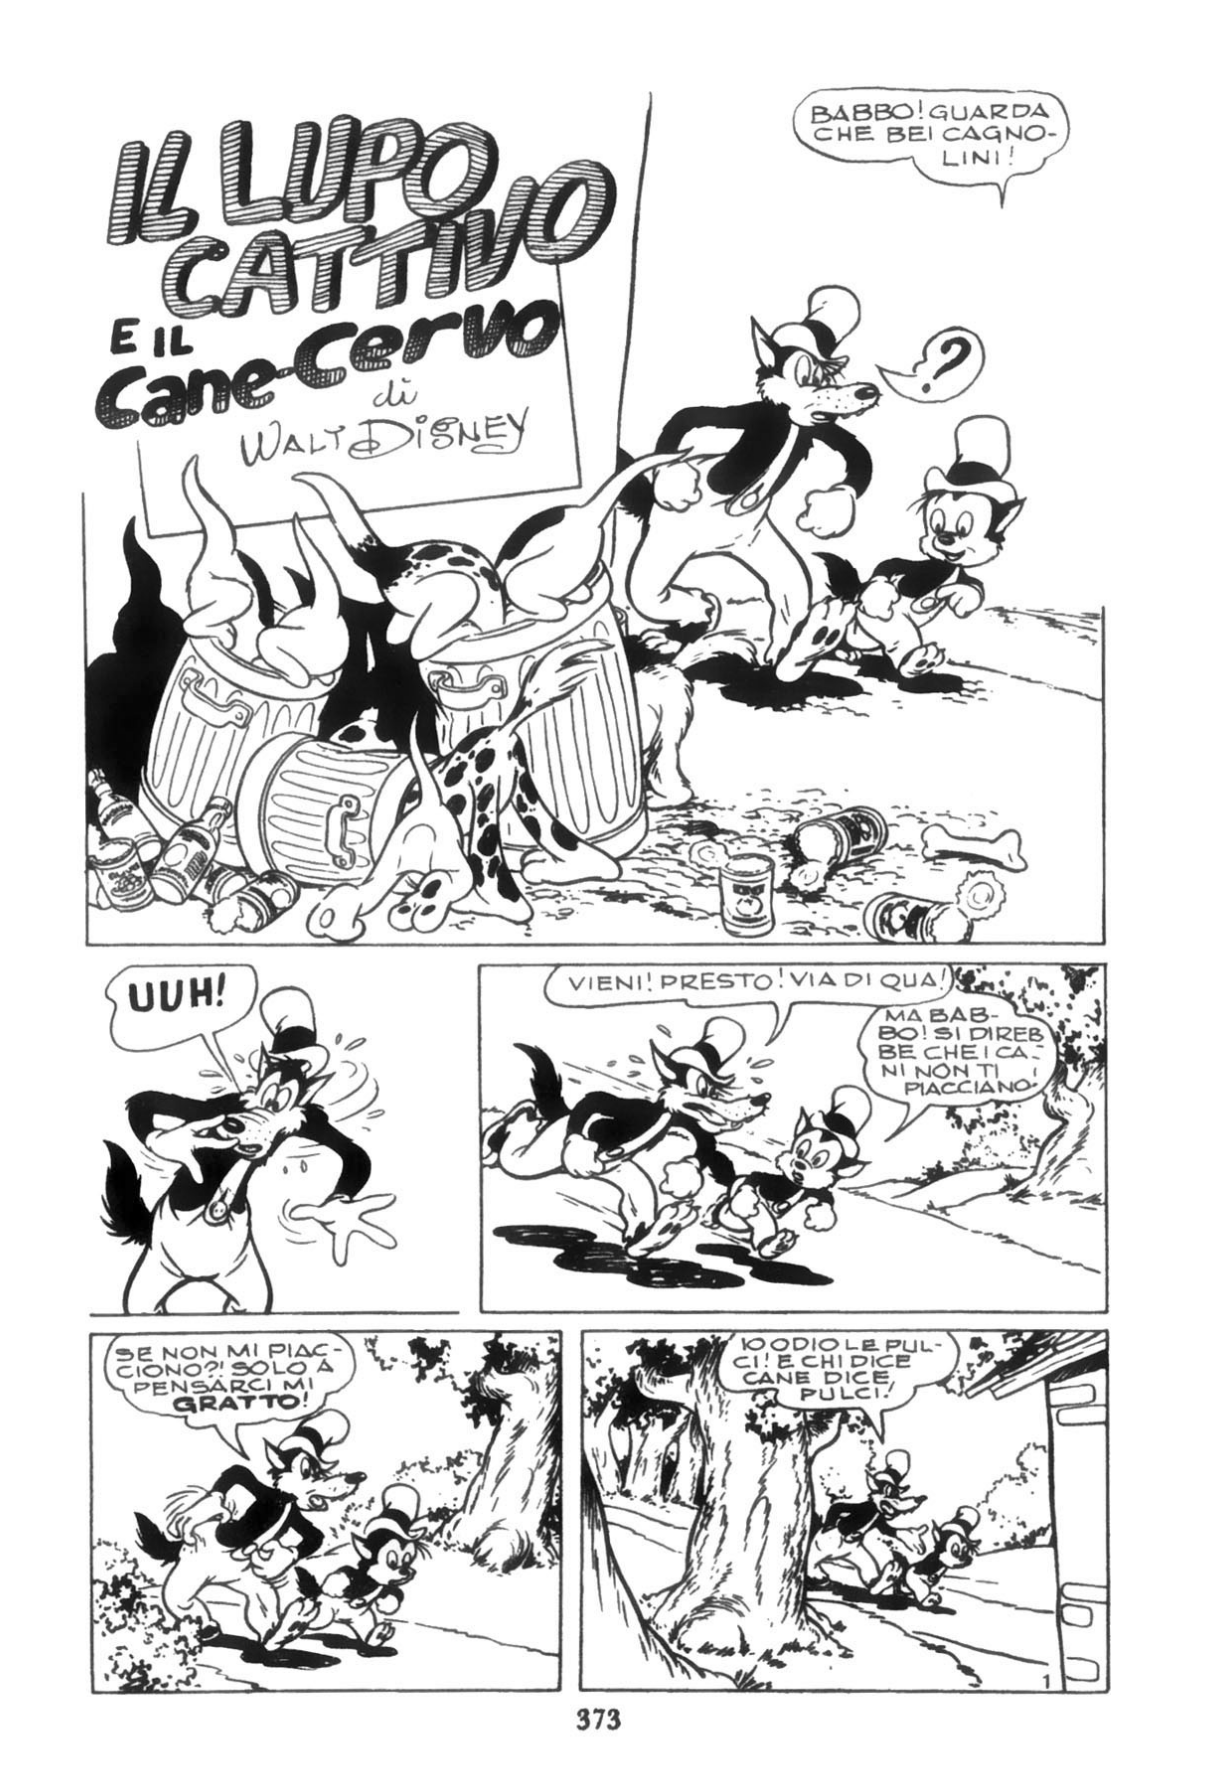 IL LUPO
CATTIVO
E IL
Cane-Cervo
di
WALT DISNEY
BABBO! GUARDA
CHE BEI CAGNO-
LINI!
?
UUH!
VIENI! PRESTO! VIA DI QUA!
MA BAB-
BO! SI DIREB
BE CHE I CA-
NI NON TI
PIACCIANO!
SE NON MI PIAC-
CIONO?! SOLO A
PENSARCI MI
GRATTO!
IO ODIO LE PUL-
CI! E CHI DICE
CANE DICE
PULCI!
1
373